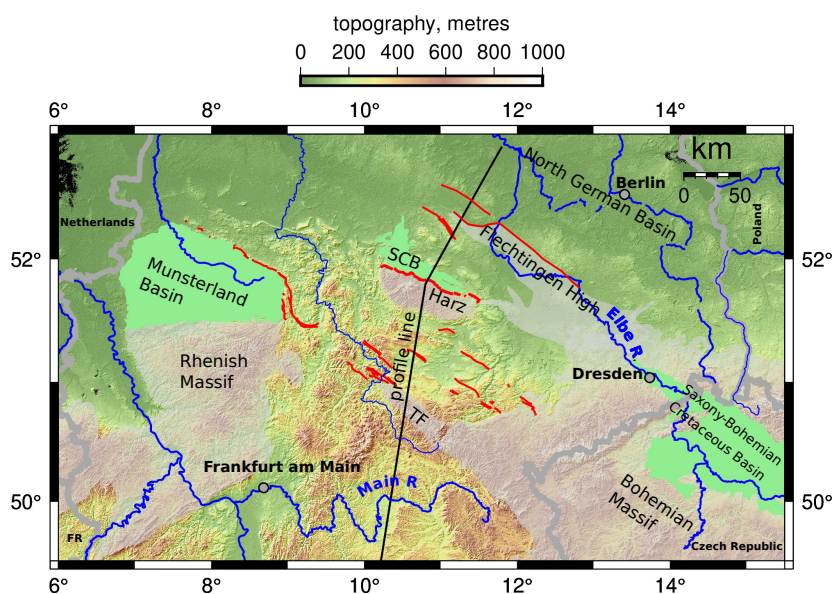 topography, metres
0 200 400 600 800 1000
6° 8° 10° 12° 14°
km
0 50
North German Basin
Berlin
Netherlands
Poland
52° 52°
SCB
Flechtingen High
Munsterland
Basin
Harz
Elbe R
profile line
Rhenish
Massif
Dresden
TF
Saxony-Bohemian
Cretaceous Basin
Frankfurt am Main
Main R
50° 50°
Bohemian
Massif
FR
Czech Republic
6° 8° 10° 12° 14°